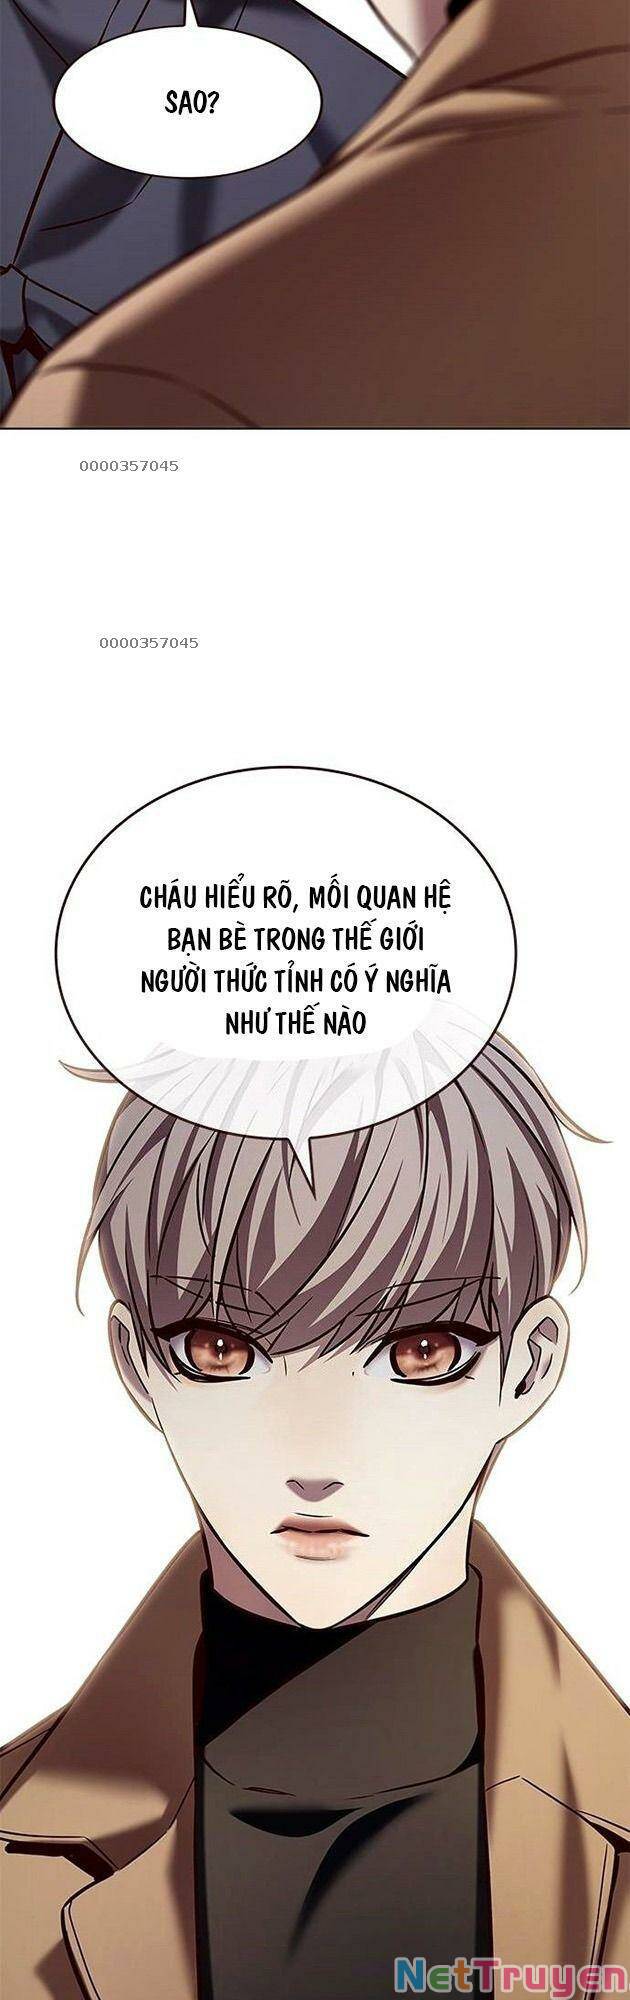 SAO?
0000357045
0000357045
CHÁU HIỂU RÕ, MỐI QUAN HỆ
BẠN BÈ TRONG THẾ GIỚI
NGƯỜI THỨC TỈNH CÓ Ý NGHĨA
NHƯ THẾ NÀO
NetTruyen